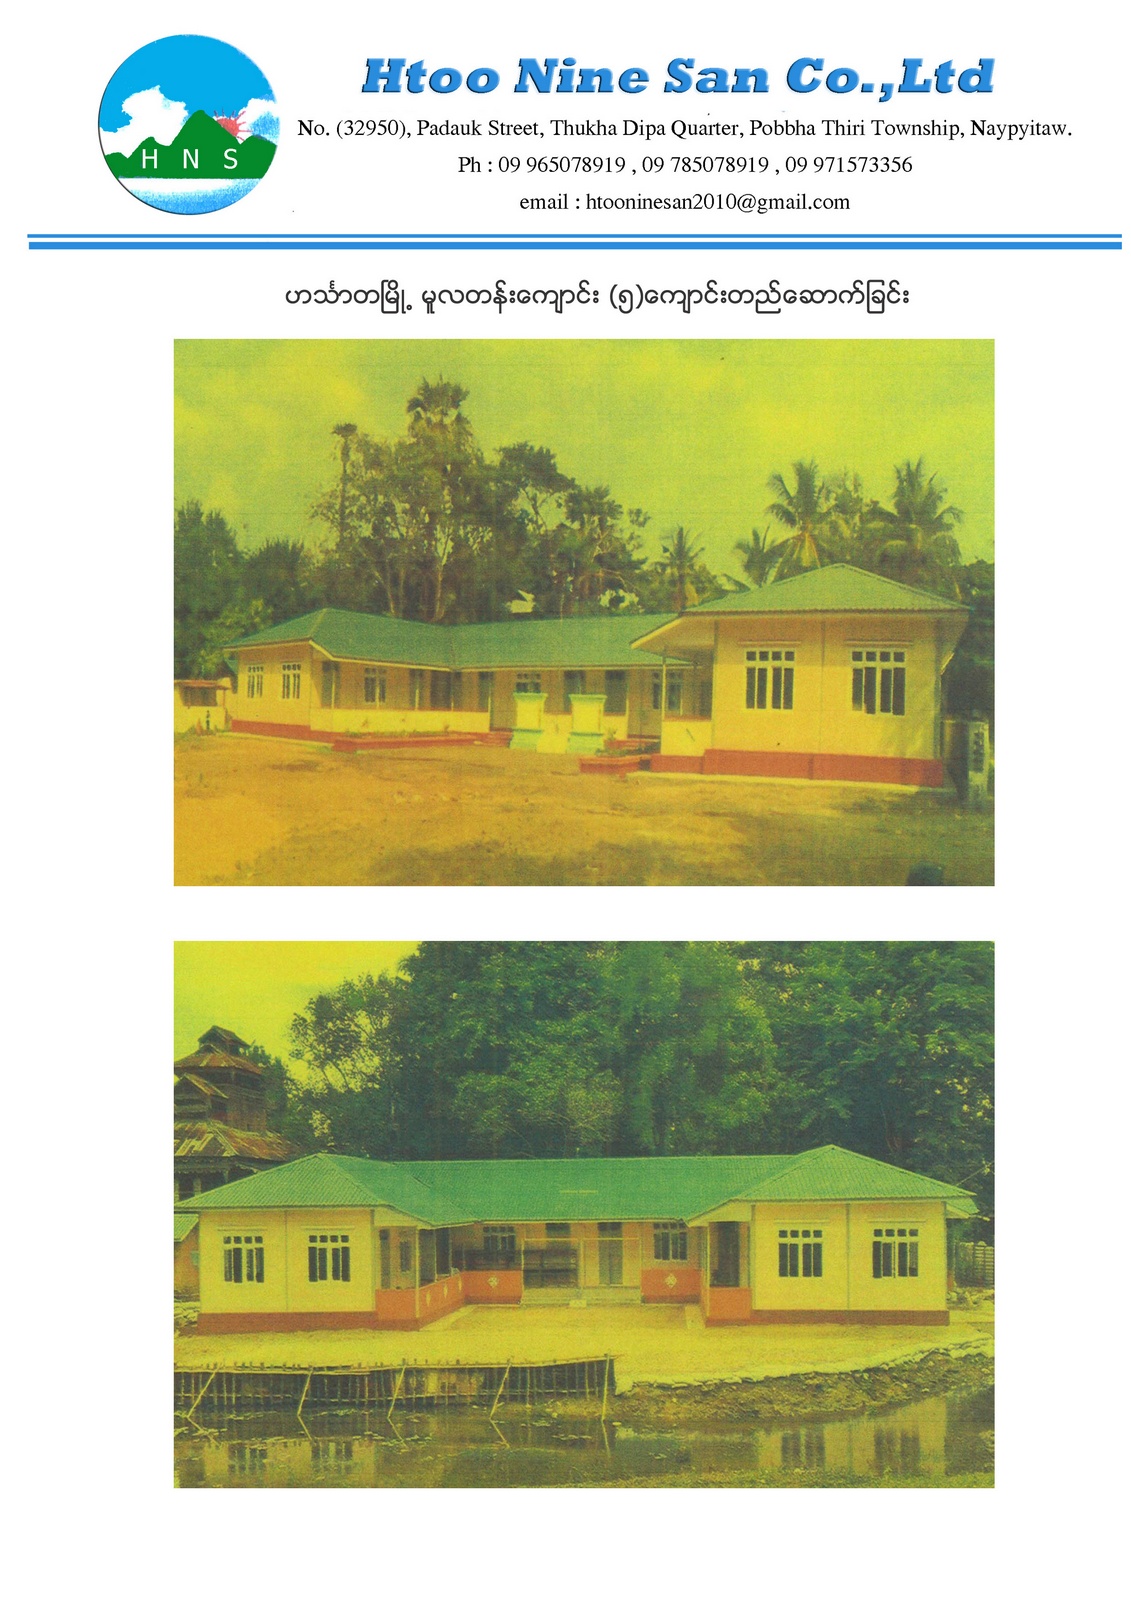 H N S
Htoo Nine San Co.,Ltd
No. (32950), Padauk Street, Thukha Dipa Quarter, Pobbha Thiri Township, Naypyitaw.
Ph : 09 965078919 , 09 785078919 , 09 971573356
email : htooninesan2010@gmail.com
ဟင်္သာတမြို့ မူလတန်းကျောင်း (၅)ကျောင်းတည်ဆောက်ခြင်း